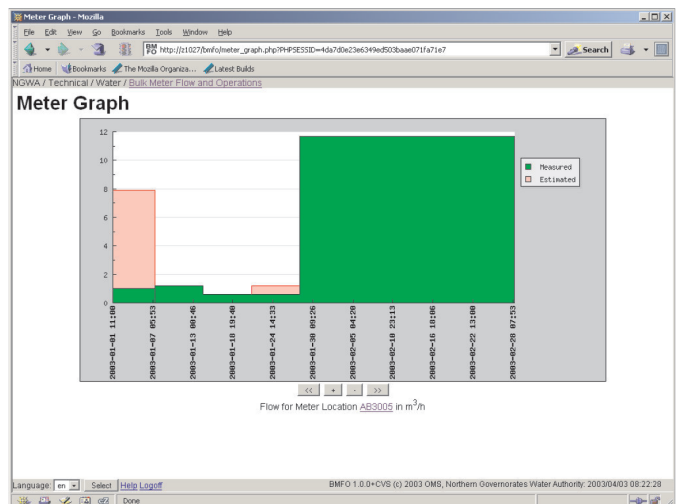 Meter Graph - Mozilla
File Edit View Go Bookmarks Tools Window Help
http://z1027/bmfo/meter_graph.php?PHPSESSID=4da7d0e23e6349ed503baae071fa71e7
Search
Home Bookmarks The Mozilla Organiza... Latest Builds
NGWA / Technical / Water / Bulk Meter Flow and Operations
Meter Graph
12
10
8
6
4
2
0
Measured
Estimated
2003-01-01 11:00
2003-01-07 05:53
2003-01-13 00:46
2003-01-18 19:40
2003-01-24 14:33
2003-01-30 09:26
2003-02-05 04:20
2003-02-10 23:13
2003-02-16 18:06
2003-02-22 13:00
2003-02-28 07:53
<< + - >>
Flow for Meter Location AB3005 in m³/h
Language: en Select Help Logoff
BMFO 1.0.0+CVS (c) 2003 OMS, Northern Governorates Water Authority: 2003/04/03 08:22:28
Done